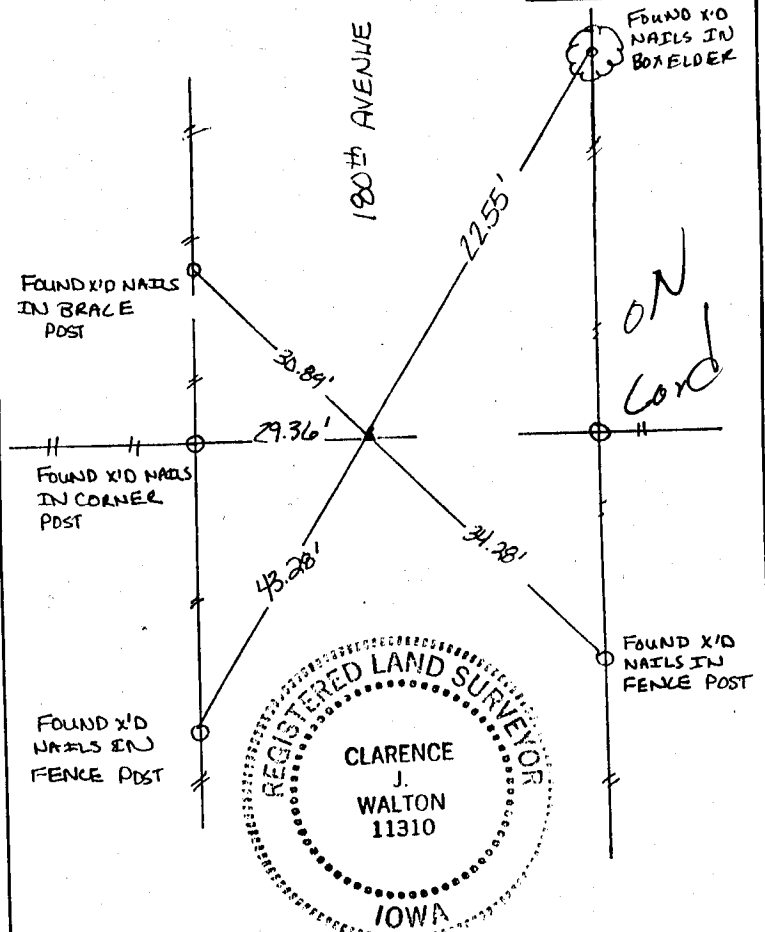 FOUND X'D
NAILS IN
BOXELDER
180th AVENUE
22.55'
FOUND X'D NAILS
IN BRACE
POST
30.89'
ON
Card
29.36'
FOUND X'D NAILS
IN CORNER
POST
34.28'
43.28'
FOUND X'D
NAILS IN
FENCE POST
FOUND X'D
NAILS IN
FENCE POST
REGISTERED LAND SURVEYOR
CLARENCE
J.
WALTON
11310
IOWA